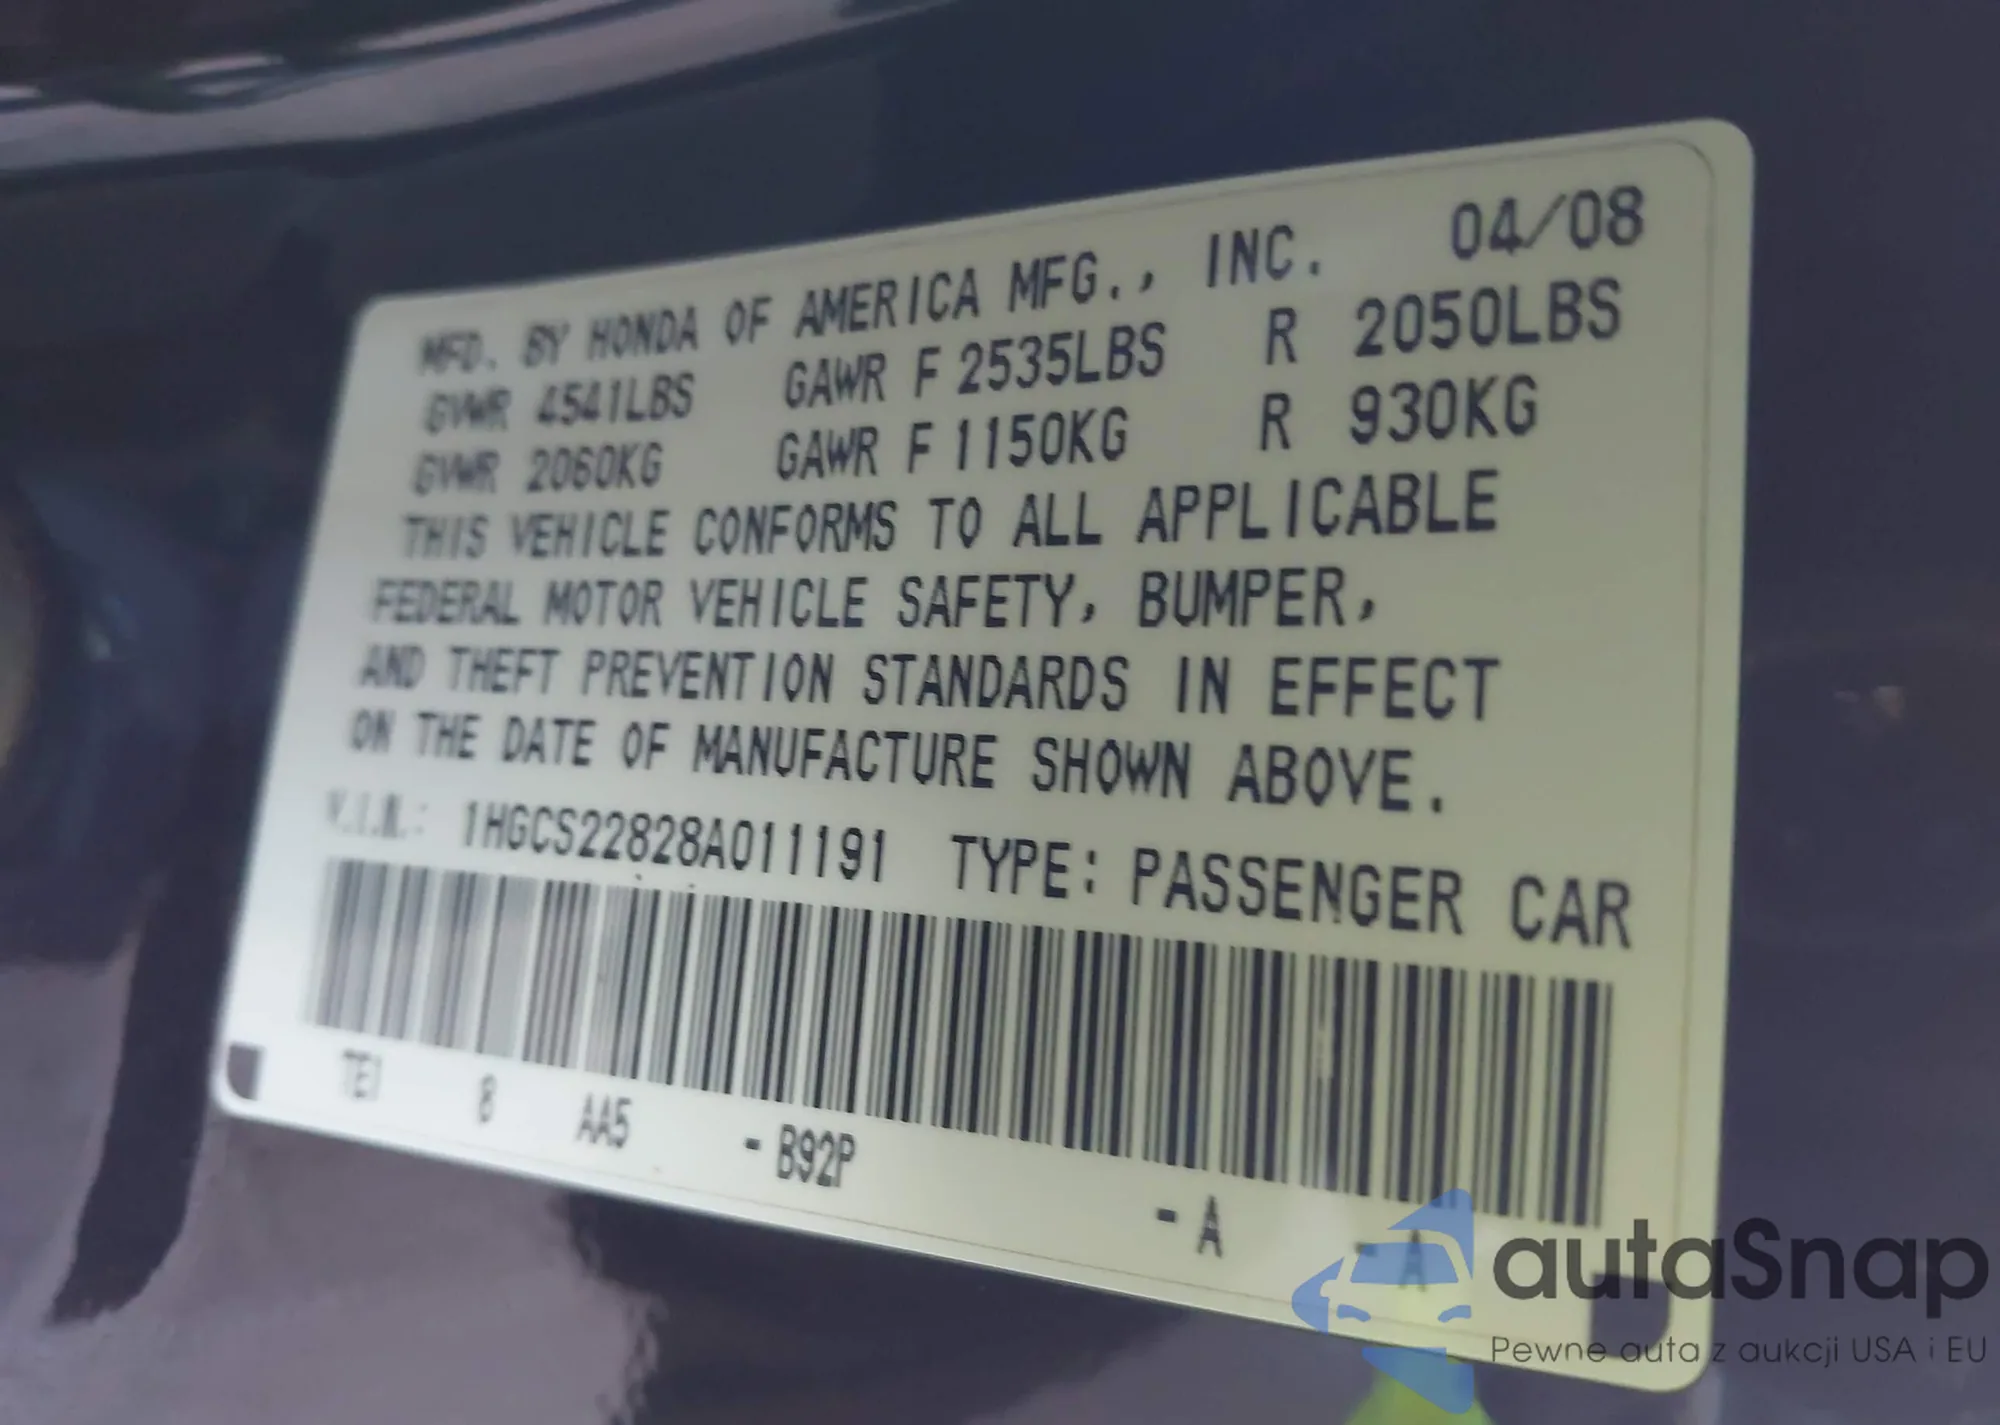 MFD. BY HONDA OF AMERICA MFG., INC. 04/08
GVWR 4541LBS GAWR F 2535LBS R 2050LBS
GVWR 2060KG GAWR F 1150KG R 930KG
THIS VEHICLE CONFORMS TO ALL APPLICABLE
FEDERAL MOTOR VEHICLE SAFETY, BUMPER,
AND THEFT PREVENTION STANDARDS IN EFFECT
ON THE DATE OF MANUFACTURE SHOWN ABOVE.
V.I.N.: 1HGCS22828A011191 TYPE: PASSENGER CAR
8 AA5 - B92P - A - A
autaSnap
Pewne auta z aukcji USA i EU